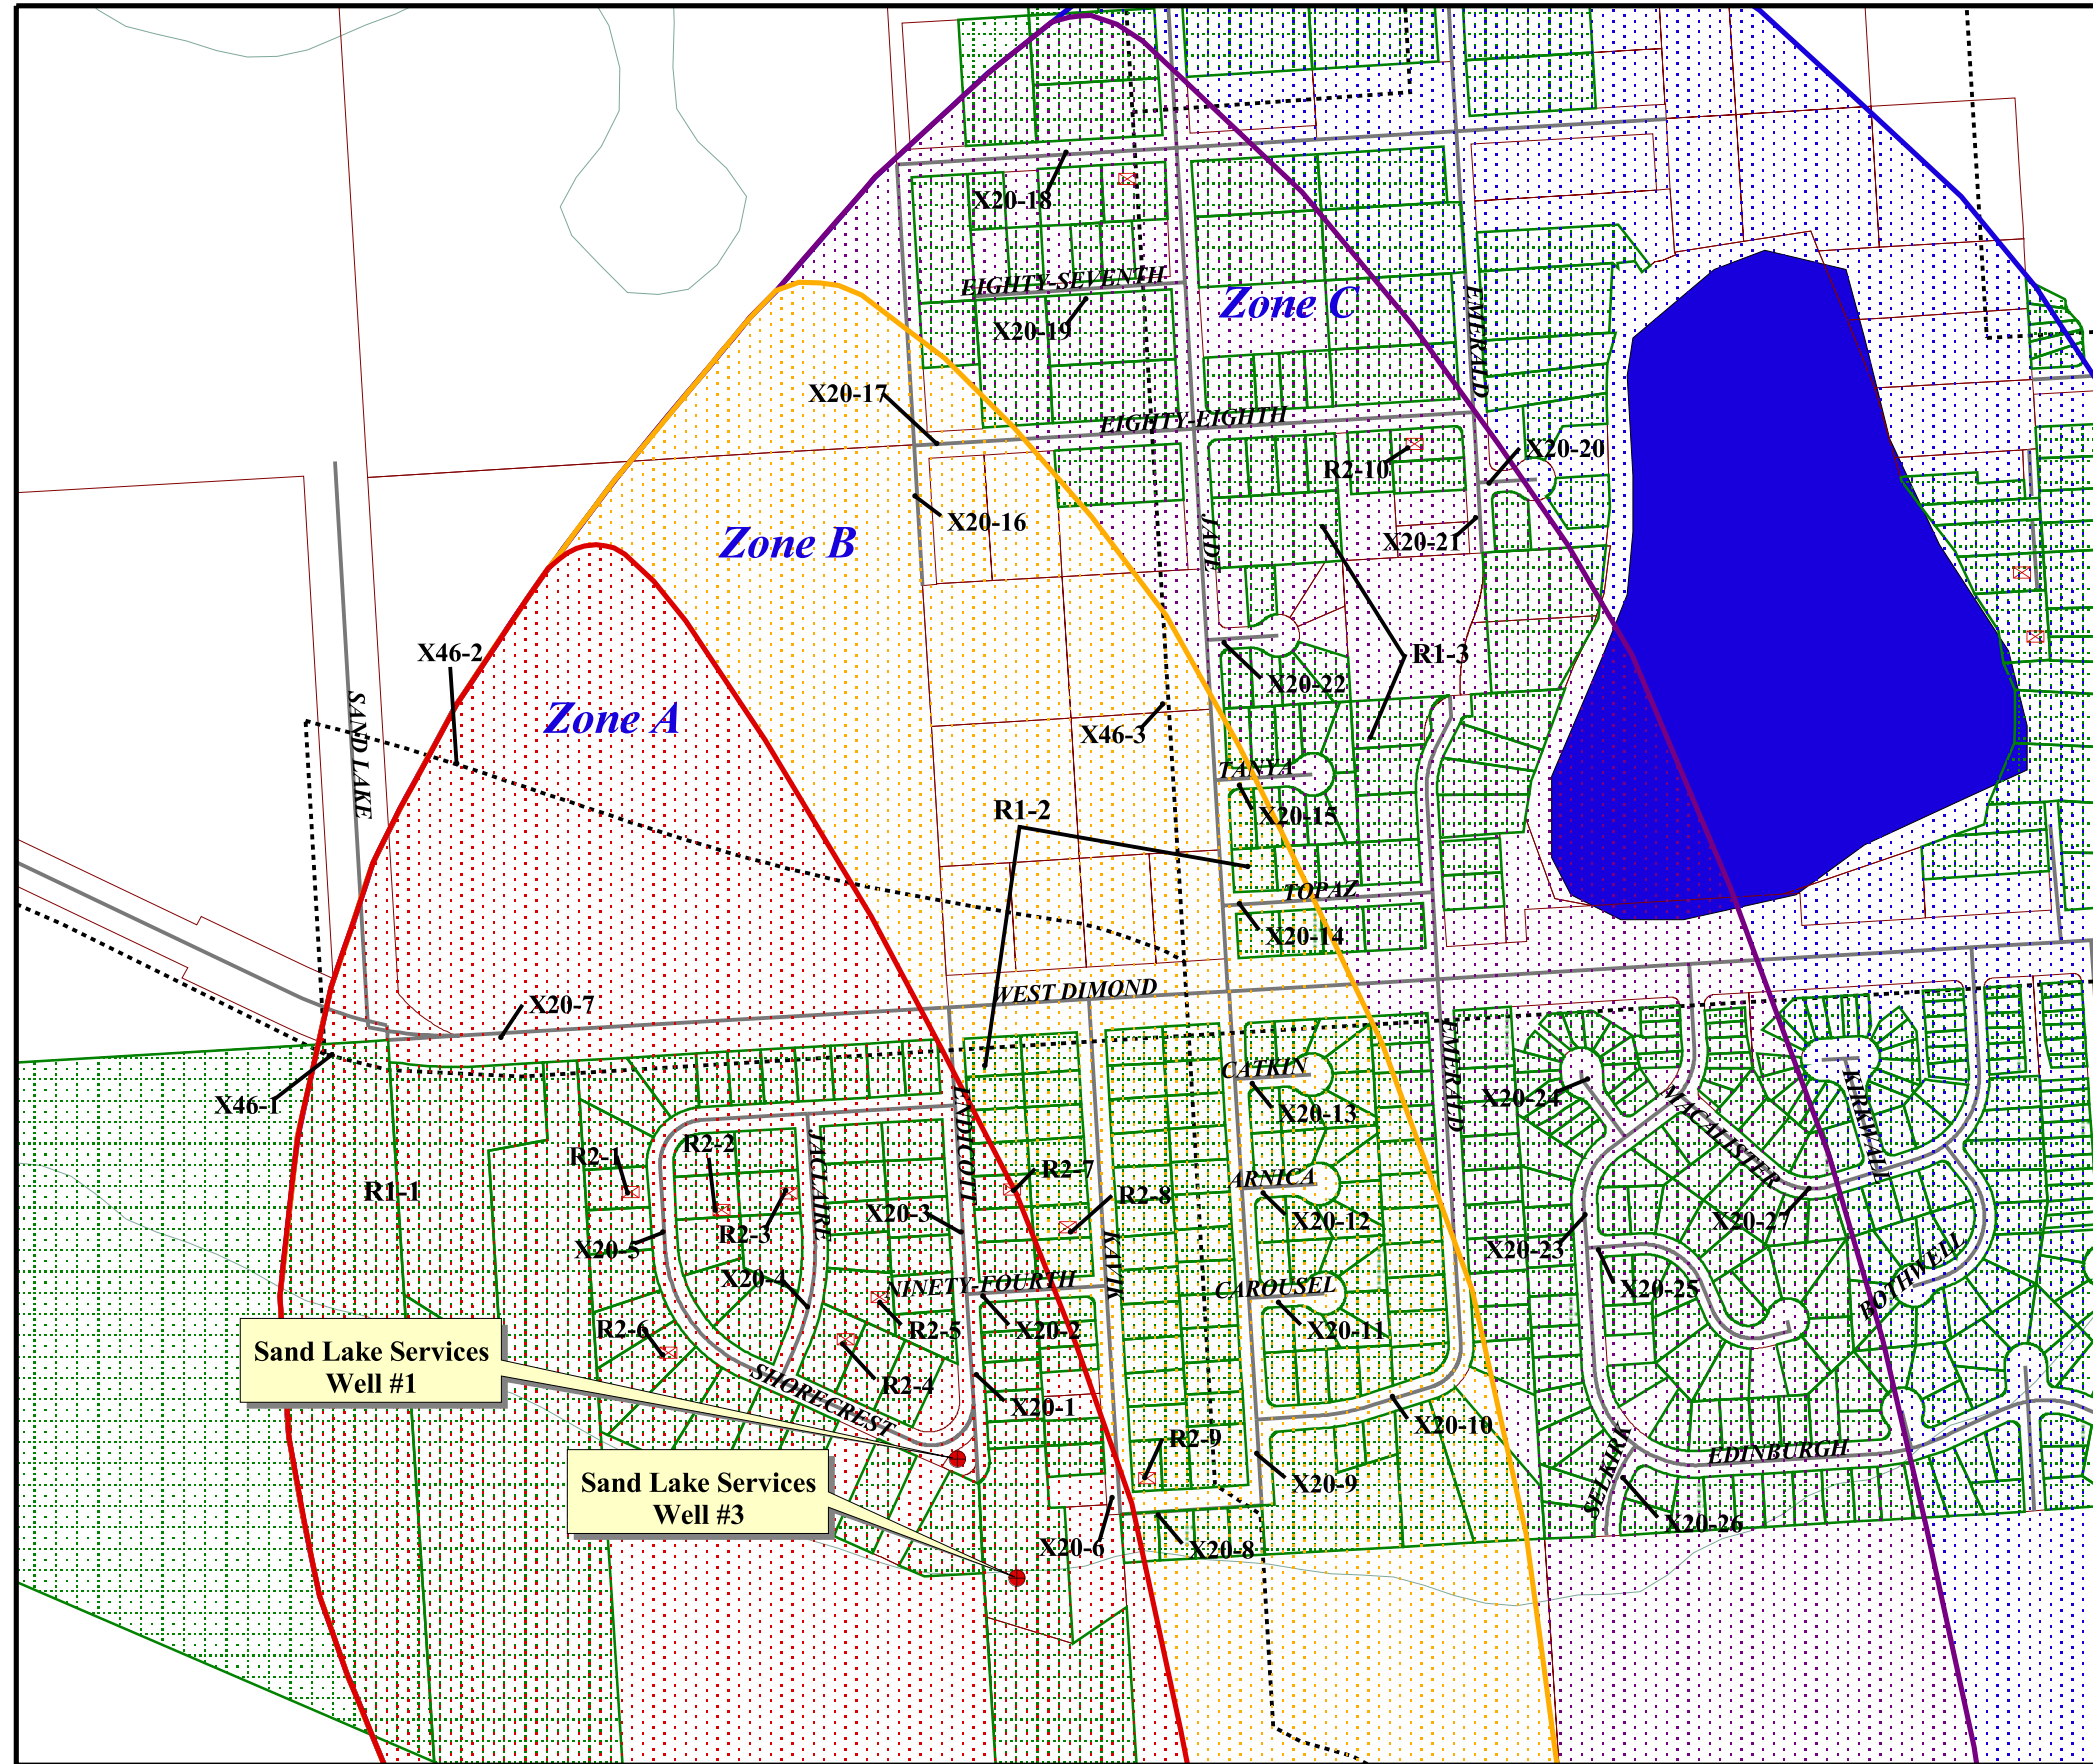 X20-18
EIGHTY-SEVENTH
Zone C
EMERALD
X20-19
X20-17
EIGHTY-EIGHTH
X20-20
R2-10
X20-16
Zone B
JADE
X20-21
X46-2
R1-3
X20-22
SAND LAKE
Zone A
X46-3
TANYA
R1-2
X20-15
TOPAZ
X20-14
WEST DIMOND
X20-7
EMERALD
CATKIN
X46-1
X20-13
X20-24
KIRKWALL
MACALISTER
ENDICOTT
JACLAIRE
R2-2
R2-1
R2-7
ARNICA
R1-1
R2-8
X20-3
R2-3
X20-12
X20-27
X20-5
X20-23
KAVIK
X20-4
NINETY-FOURTH
CAROUSEL
X20-25
BOTHWELL
R2-6
R2-5
X20-2
X20-11
Sand Lake Services
Well #1
SHORECREST
R2-4
X20-1
X20-10
R2-9
EDINBURGH
SELKIRK
Sand Lake Services
Well #3
X20-9
X20-26
X20-6
X20-8